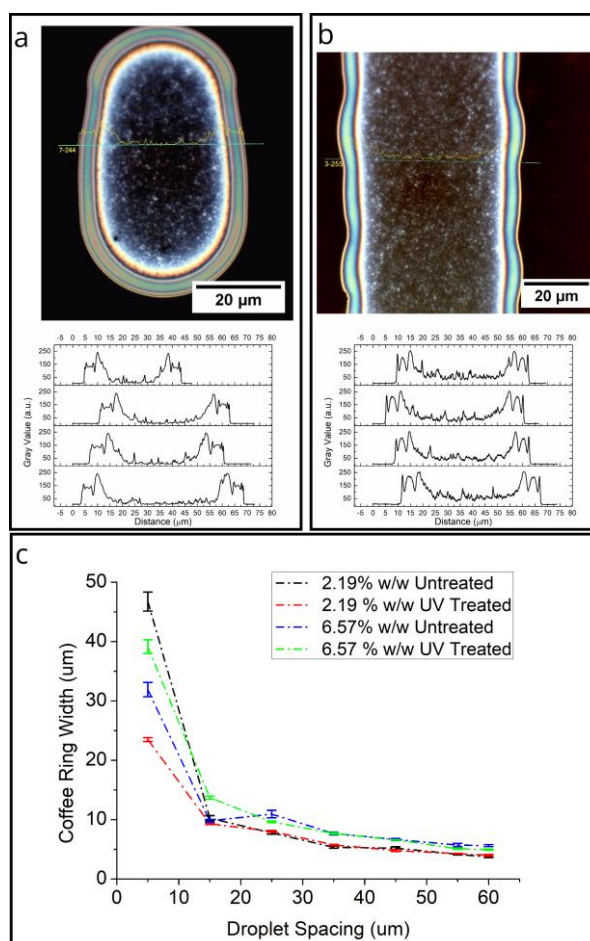 a
7-244
20 µm
-5 0 5 10 15 20 25 30 35 40 45 50 55 60 65 70 75 80
250
150
50
250
150
50
250
150
50
250
150
50
Gray Value (a.u.)
-5 0 5 10 15 20 25 30 35 40 45 50 55 60 65 70 75 80
Distance (µm)
b
3-255
20 µm
-5 0 5 10 15 20 25 30 35 40 45 50 55 60 65 70 75 80
250
150
50
250
150
50
250
150
50
250
150
50
Gray Value (a.u.)
-5 0 5 10 15 20 25 30 35 40 45 50 55 60 65 70 75 80
Distance (µm)
c
2.19% w/w Untreated
2.19 % w/w UV Treated
6.57% w/w Untreated
6.57 % w/w UV Treated
50
40
30
20
10
0
Coffee Ring Width (um)
0 10 20 30 40 50 60
Droplet Spacing (um)